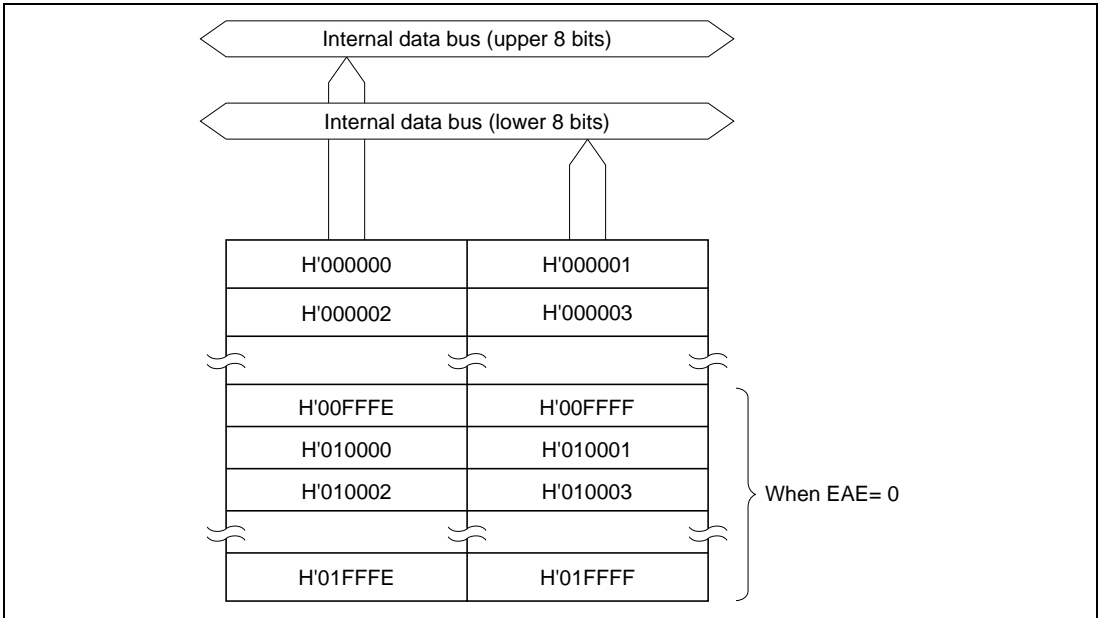 Internal data bus (upper 8 bits)
Internal data bus (lower 8 bits)
H'000000 H'000001
H'000002 H'000003
H'00FFFE H'00FFFF
H'010000 H'010001
H'010002 H'010003
When EAE= 0
H'01FFFE H'01FFFF